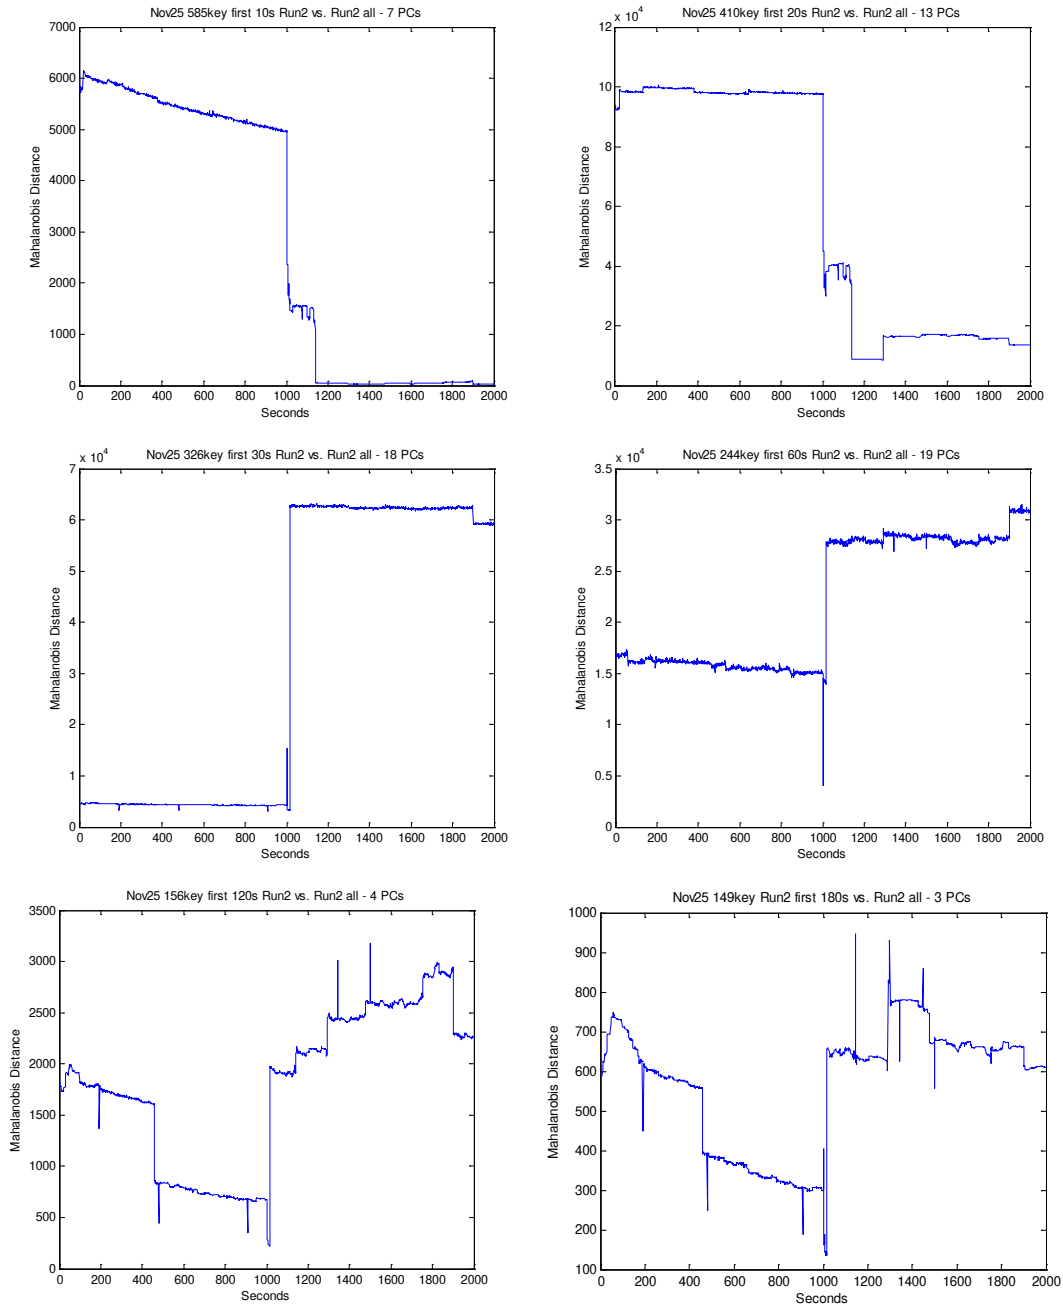 Nov25 585key first 10s Run2 vs. Run2 all - 7 PCs
7000
6000
5000
4000
3000
2000
1000
0
Mahalanobis Distance
0 200 400 600 800 1000 1200 1400 1600 1800 2000
Seconds
Nov25 410key first 20s Run2 vs. Run2 all - 13 PCs
x 10^4
12
10
8
6
4
2
0
Mahalanobis Distance
0 200 400 600 800 1000 1200 1400 1600 1800 2000
Seconds
Nov25 326key first 30s Run2 vs. Run2 all - 18 PCs
x 10^4
7
6
5
4
3
2
1
0
Mahalanobis Distance
0 200 400 600 800 1000 1200 1400 1600 1800 2000
Seconds
Nov25 244key first 60s Run2 vs. Run2 all - 19 PCs
x 10^4
3.5
3
2.5
2
1.5
1
0.5
0
Mahalanobis Distance
0 200 400 600 800 1000 1200 1400 1600 1800 2000
Seconds
Nov25 156key first 120s Run2 vs. Run2 all - 4 PCs
3500
3000
2500
2000
1500
1000
500
0
Mahalanobis Distance
0 200 400 600 800 1000 1200 1400 1600 1800 2000
Seconds
Nov25 149key Run2 first 180s vs. Run2 all - 3 PCs
1000
900
800
700
600
500
400
300
200
100
Mahalanobis Distance
0 200 400 600 800 1000 1200 1400 1600 1800 2000
Seconds